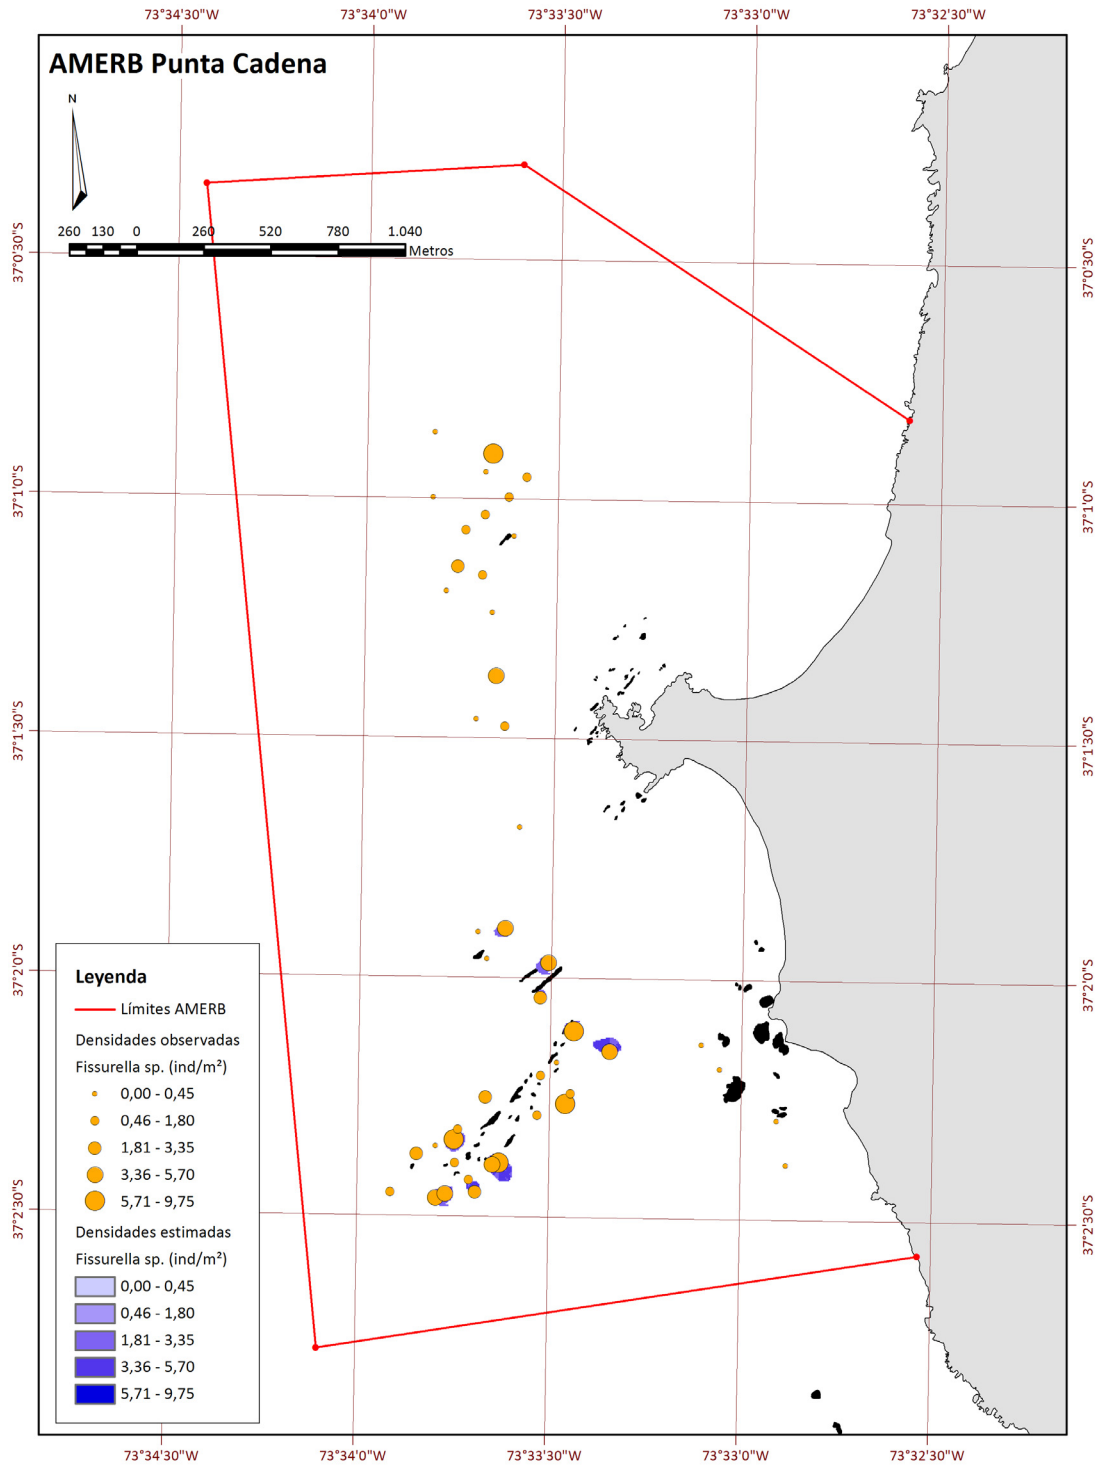 73°34'30"W 73°34'0"W 73°33'30"W 73°33'0"W 73°32'30"W
AMERB Punta Cadena
N
260 130 0 260 520 780 1.040
Metros
37°0'30"S 37°0'30"S
37°1'0"S 37°1'0"S
37°1'30"S 37°1'30"S
37°2'0"S 37°2'0"S
37°2'30"S 37°2'30"S
Leyenda
Límites AMERB
Densidades observadas
Fissurella sp. (ind/m²)
0,00 - 0,45
0,46 - 1,80
1,81 - 3,35
3,36 - 5,70
5,71 - 9,75
Densidades estimadas
Fissurella sp. (ind/m²)
0,00 - 0,45
0,46 - 1,80
1,81 - 3,35
3,36 - 5,70
5,71 - 9,75
73°34'30"W 73°34'0"W 73°33'30"W 73°33'0"W 73°32'30"W